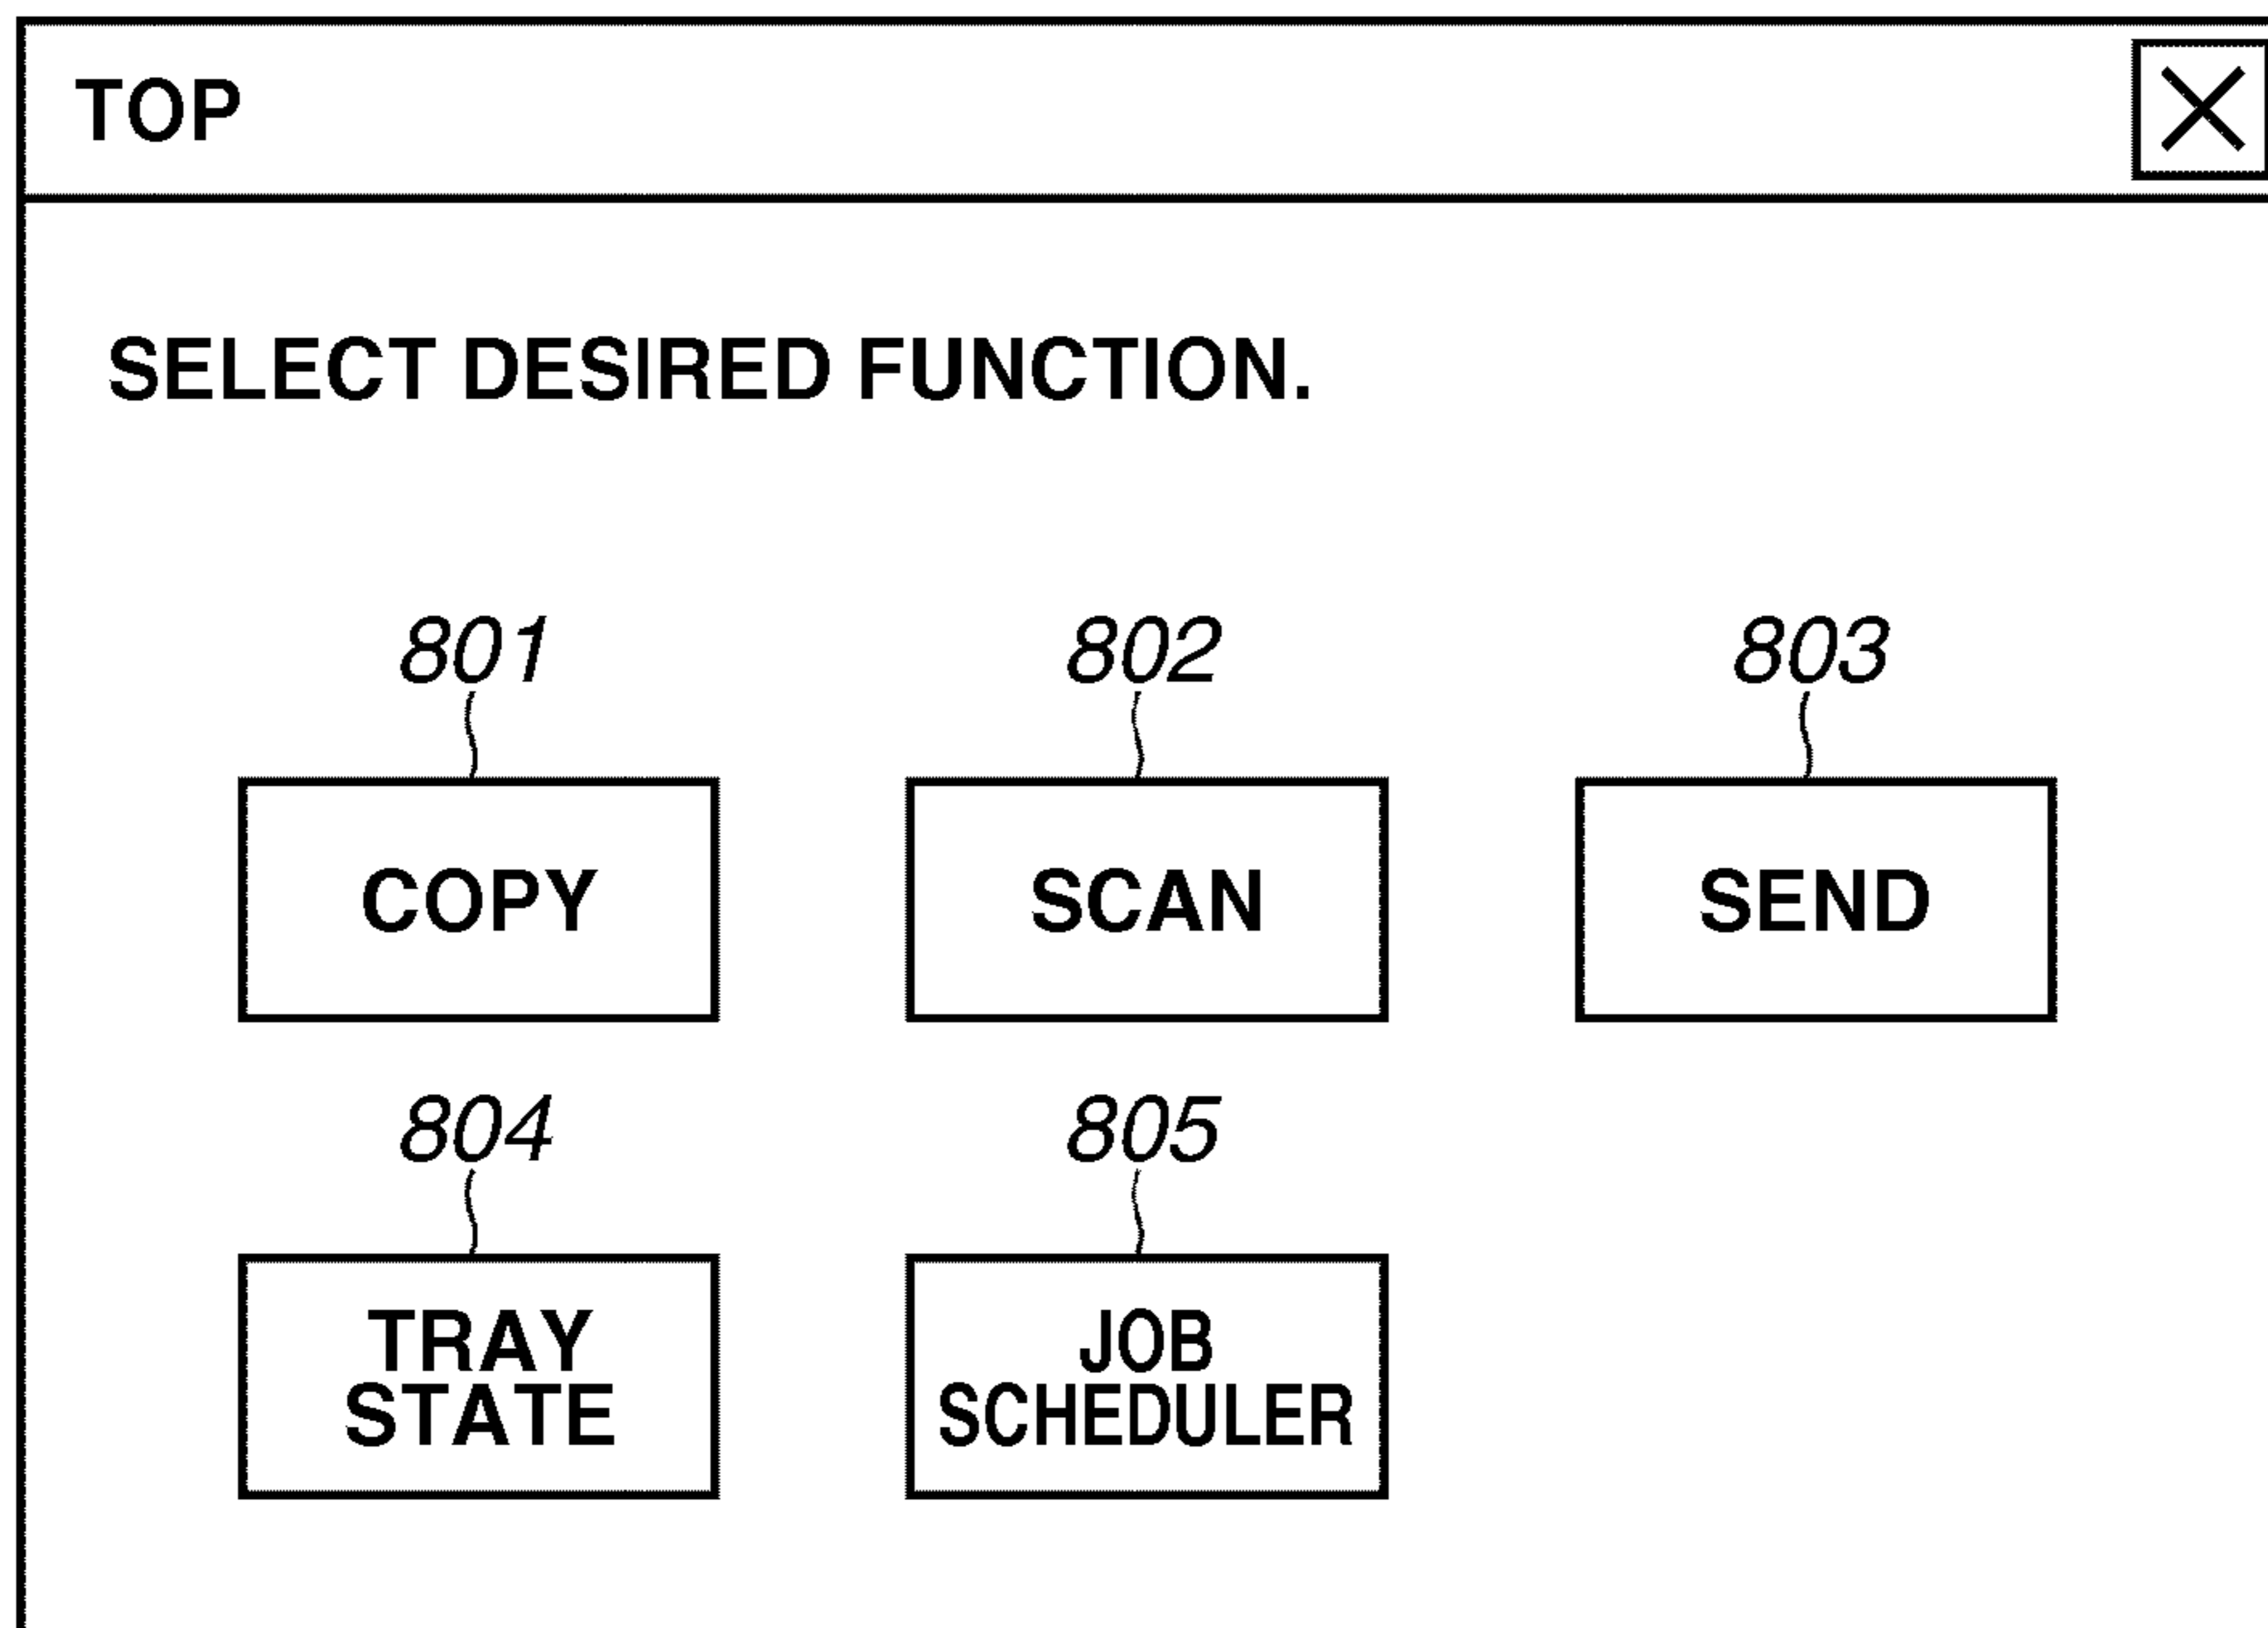 TOP
SELECT DESIRED FUNCTION.
801
802
803
COPY
SCAN
SEND
804
805
TRAY
STATE
JOB
SCHEDULER